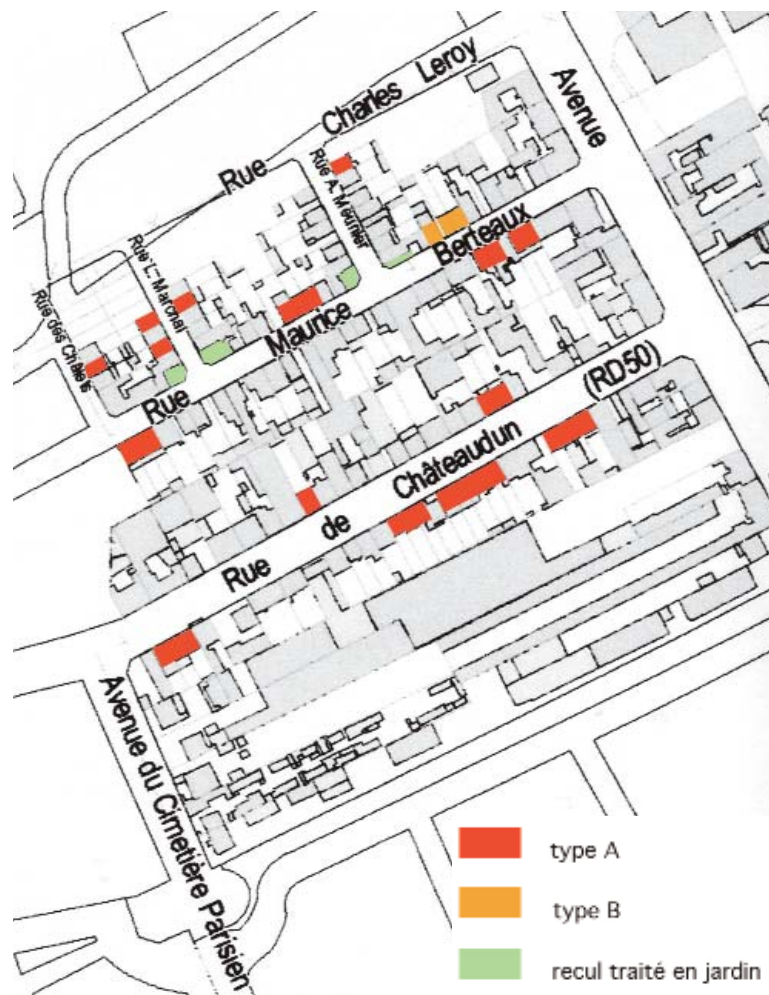 Rue Charles Leroy
Avenue
Rue A. Meunier
Rue Maurice Berteaux
Rue L. Marchal
Rue des Châlets
Rue de Châteaudun (RD50)
Avenue du Cimetière Parisien
type A
type B
recul traité en jardin